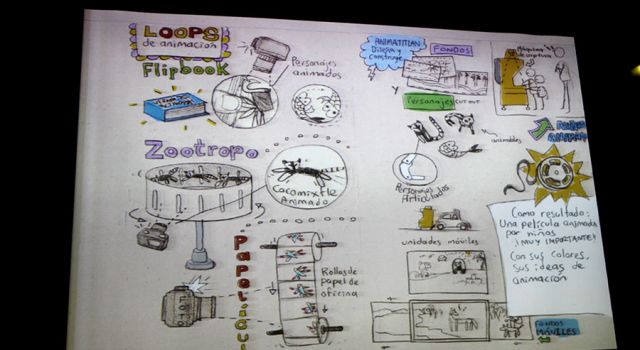 LOOPS
de animación
Flipbook
Personajes
animados
Zootropo
Cacomixtle
Animado
Rollos
de
papel de
oficina
ANIMATITLAN
Diseña y
Construye
FONDOS
Máquina
de captura
y
Personajes CUT OUT
animables
Personajes
Articulados
unidades móviles
Como resultado:
Una película animada
por niños
¡MUY IMPORTANTE!
Con sus colores,
sus ideas de
animación
FONDOS
MÓVILES